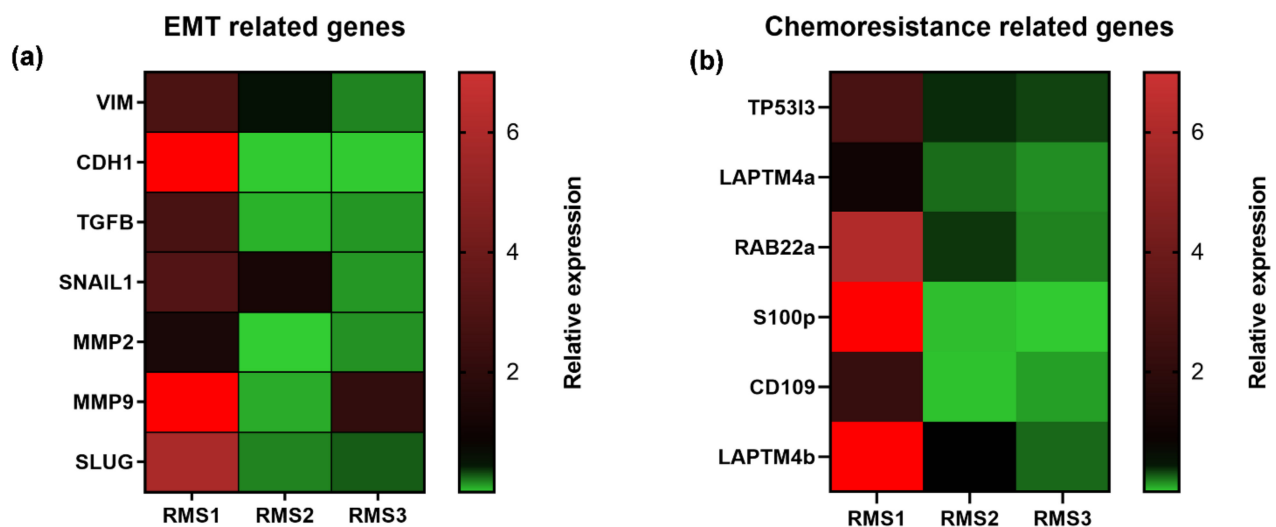 EMT related genes
(a)
VIM
CDH1
TGFB
SNAIL1
MMP2
MMP9
SLUG
RMS1 RMS2 RMS3
6
4
2
Relative expression
Chemoresistance related genes
(b)
TP53I3
LAPTM4a
RAB22a
S100p
CD109
LAPTM4b
RMS1 RMS2 RMS3
6
4
2
Relative expression